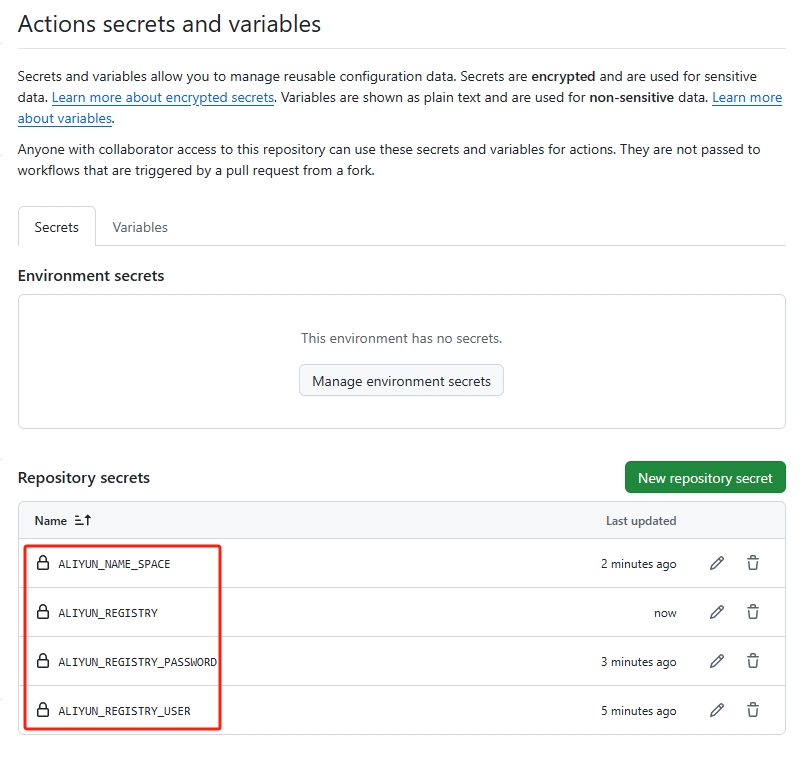 Actions secrets and variables
Secrets and variables allow you to manage reusable configuration data. Secrets are encrypted and are used for sensitive
data. Learn more about encrypted secrets. Variables are shown as plain text and are used for non-sensitive data. Learn more
about variables.
Anyone with collaborator access to this repository can use these secrets and variables for actions. They are not passed to
workflows that are triggered by a pull request from a fork.
Secrets Variables
Environment secrets
This environment has no secrets.
Manage environment secrets
Repository secrets New repository secret
Name Last updated
ALIYUN_NAME_SPACE 2 minutes ago
ALIYUN_REGISTRY now
ALIYUN_REGISTRY_PASSWORD 3 minutes ago
ALIYUN_REGISTRY_USER 5 minutes ago